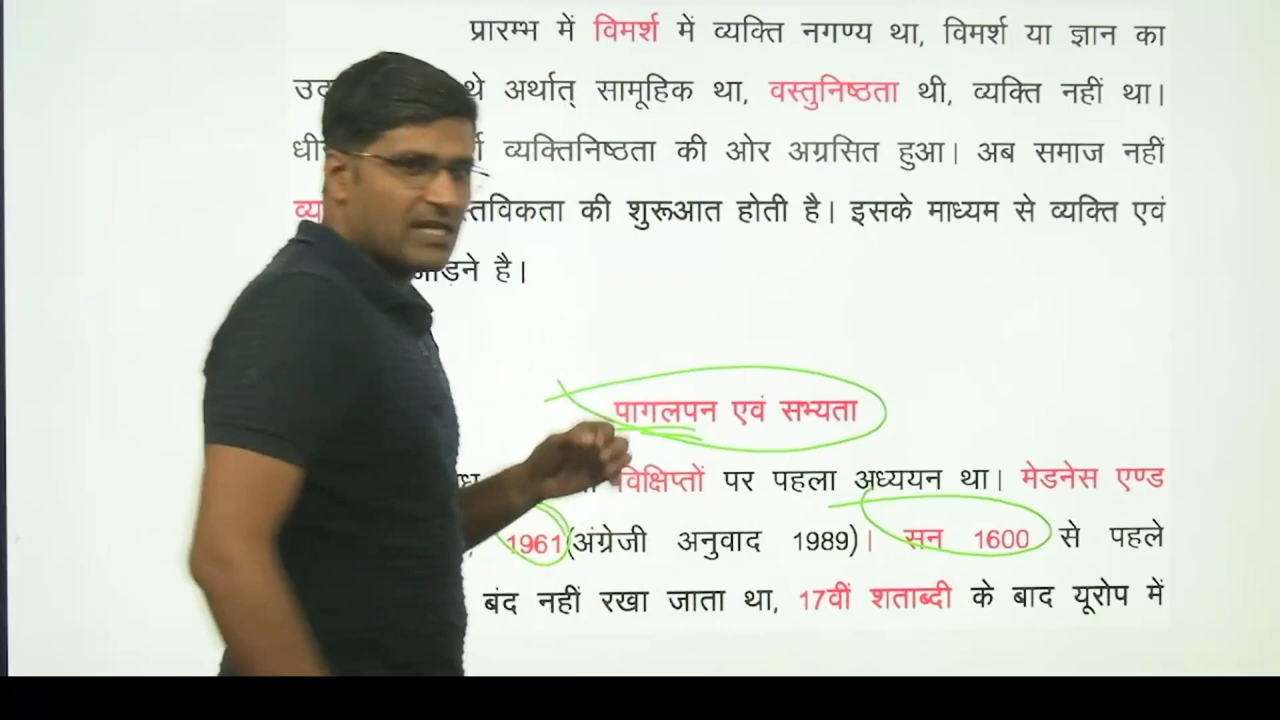 प्रारम्भ में विमर्श में व्यक्ति नगण्य था, विमर्श या ज्ञान का
थे अर्थात् सामूहिक था, वस्तुनिष्ठता थी, व्यक्ति नहीं था।
व्यक्तिनिष्ठता की ओर अग्रसित हुआ। अब समाज नहीं
की शुरूआत होती है। इसके माध्यम से व्यक्ति एवं
है।
पागलपन एवं सभ्यता
विक्षिप्तों पर पहला अध्ययन था। मेडनेस एण्ड
1961(अंग्रेजी अनुवाद 1989)। सन 1600 से पहले
बंद नहीं रखा जाता था, 17वीं शताब्दी के बाद यूरोप में